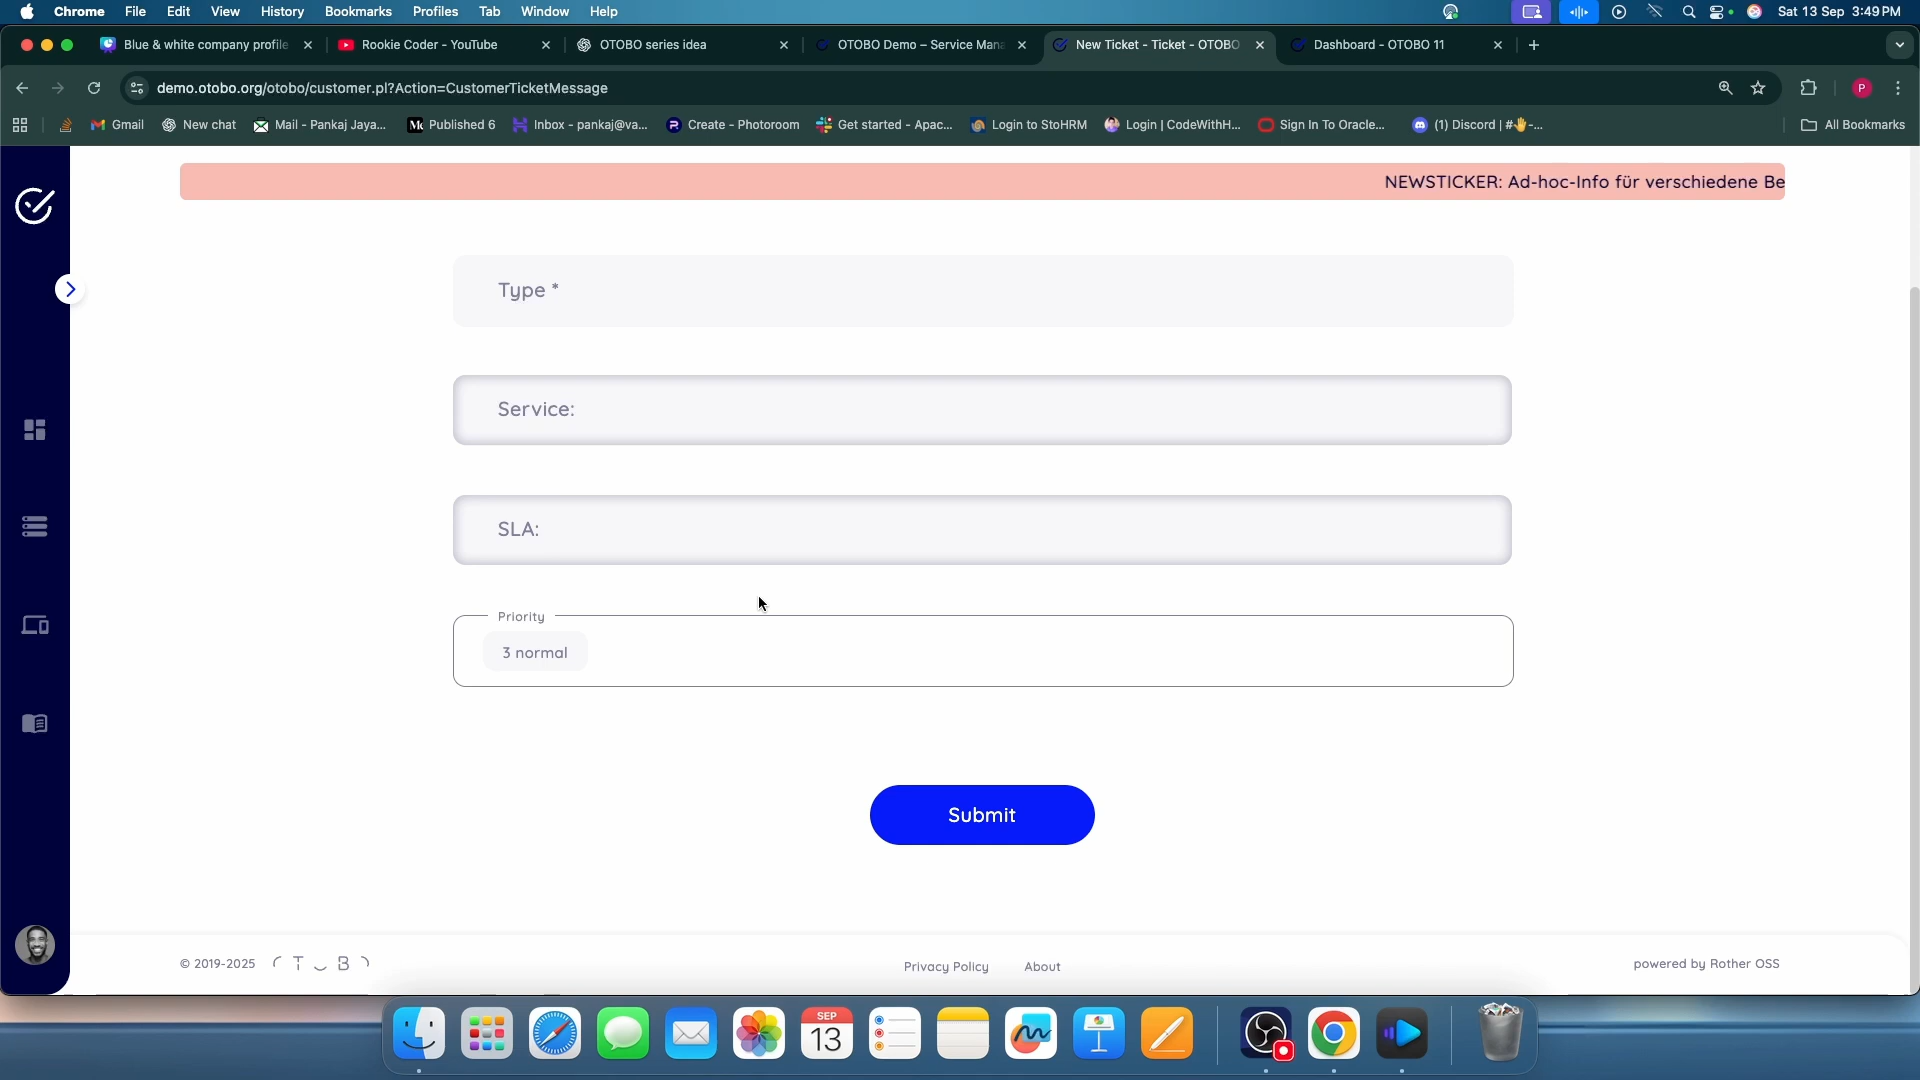 Chrome File Edit View History Bookmarks Profiles Tab Window Help Sat 13 Sep 3:49 PM
Blue & white company profile Rookie Coder - YouTube OTOBO series idea OTOBO Demo – Service Mana New Ticket - Ticket - OTOBO Dashboard - OTOBO 11
demo.otobo.org/otobo/customer.pl?Action=CustomerTicketMessage P
Gmail New chat Mail - Pankaj Jaya... Published 6 Inbox - pankaj@va... Create - Photoroom Get started - Apac... Login to StoHRM Login | CodeWithH... Sign In To Oracle... (1) Discord | #👋-... All Bookmarks
NEWSTICKER: Ad-hoc-Info für verschiedene Be
Type *
Service:
SLA:
Priority
3 normal
Submit
© 2019-2025 OTOBO Privacy Policy About powered by Rother OSS
SEP
13